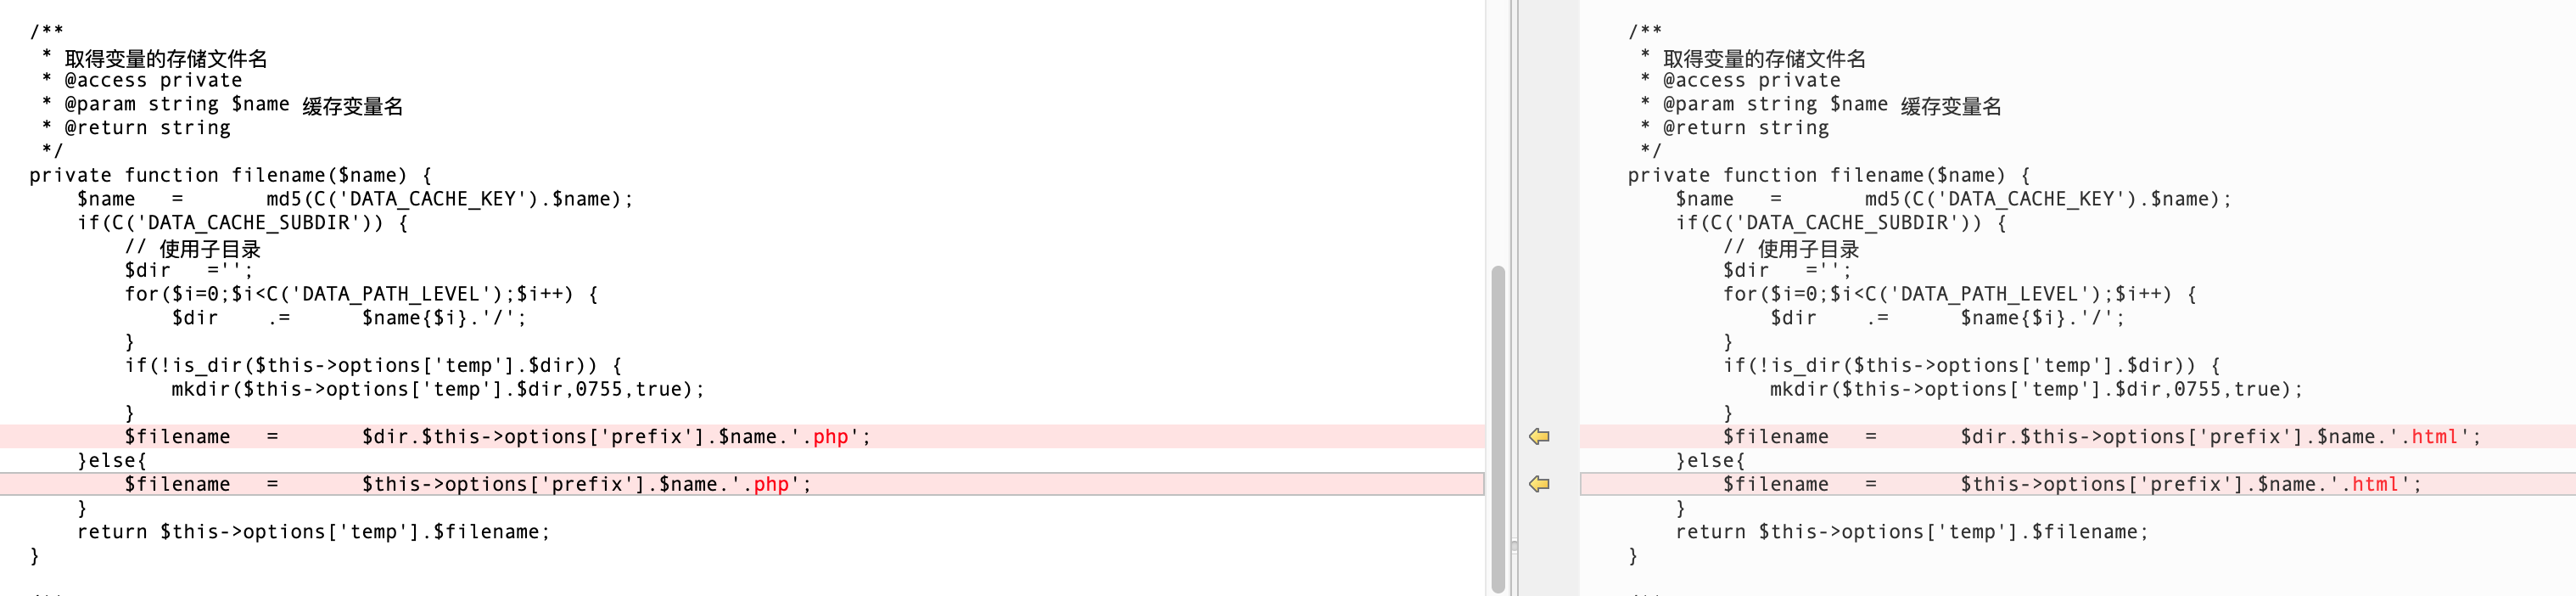 /**
 * 取得变量的存储文件名
 * @access private
 * @param string $name 缓存变量名
 * @return string
 */
private function filename($name) {
    $name   =       md5(C('DATA_CACHE_KEY').$name);
    if(C('DATA_CACHE_SUBDIR')) {
        // 使用子目录
        $dir   ='';
        for($i=0;$i<C('DATA_PATH_LEVEL');$i++) {
            $dir    .=      $name{$i}.'/';
        }
        if(!is_dir($this->options['temp'].$dir)) {
            mkdir($this->options['temp'].$dir,0755,true);
        }
        $filename   =       $dir.$this->options['prefix'].$name.'.php';
    }else{
        $filename   =       $this->options['prefix'].$name.'.php';
    }
    return $this->options['temp'].$filename;
}
/**
 * 取得变量的存储文件名
 * @access private
 * @param string $name 缓存变量名
 * @return string
 */
private function filename($name) {
    $name   =       md5(C('DATA_CACHE_KEY').$name);
    if(C('DATA_CACHE_SUBDIR')) {
        // 使用子目录
        $dir   ='';
        for($i=0;$i<C('DATA_PATH_LEVEL');$i++) {
            $dir    .=      $name{$i}.'/';
        }
        if(!is_dir($this->options['temp'].$dir)) {
            mkdir($this->options['temp'].$dir,0755,true);
        }
        $filename   =       $dir.$this->options['prefix'].$name.'.html';
    }else{
        $filename   =       $this->options['prefix'].$name.'.html';
    }
    return $this->options['temp'].$filename;
}